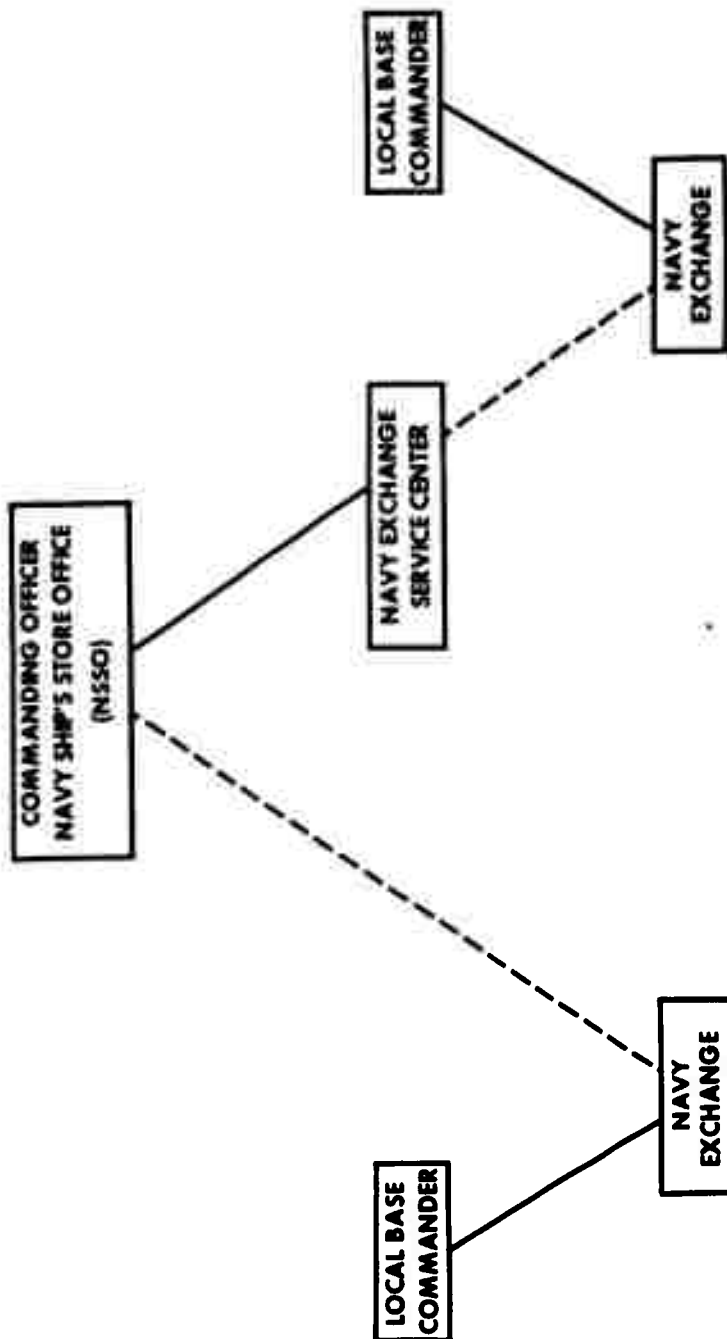 COMMANDING OFFICER
NAVY SHIP'S STORE OFFICE
(NSSO)
LOCAL BASE
COMMANDER
NAVY EXCHANGE
SERVICE CENTER
LOCAL BASE
COMMANDER
NAVY
EXCHANGE
NAVY
EXCHANGE